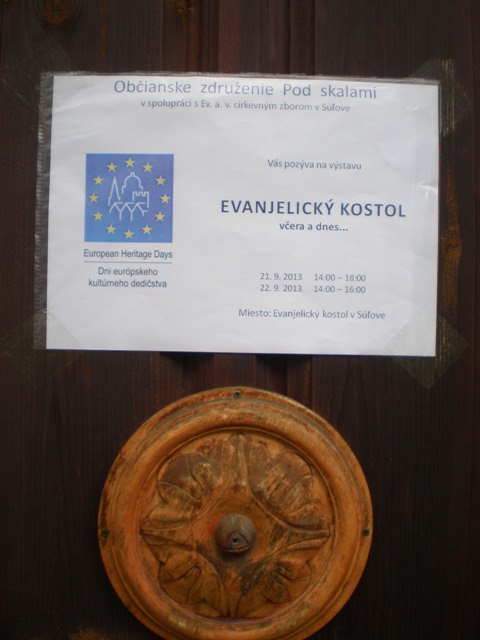 Občianske združenie Pod skalami
v spolupráci s Ev. a. v. cirkevným zborom v Súľove
Vás pozýva na výstavu
EVANJELICKÝ KOSTOL
včera a dnes...
European Heritage Days
Dni európskeho
kultúrneho dedičstva
21. 9. 2013 14:00 – 18:00
22. 9. 2013 14:00 – 16:00
Miesto: Evanjelický kostol v Súľove